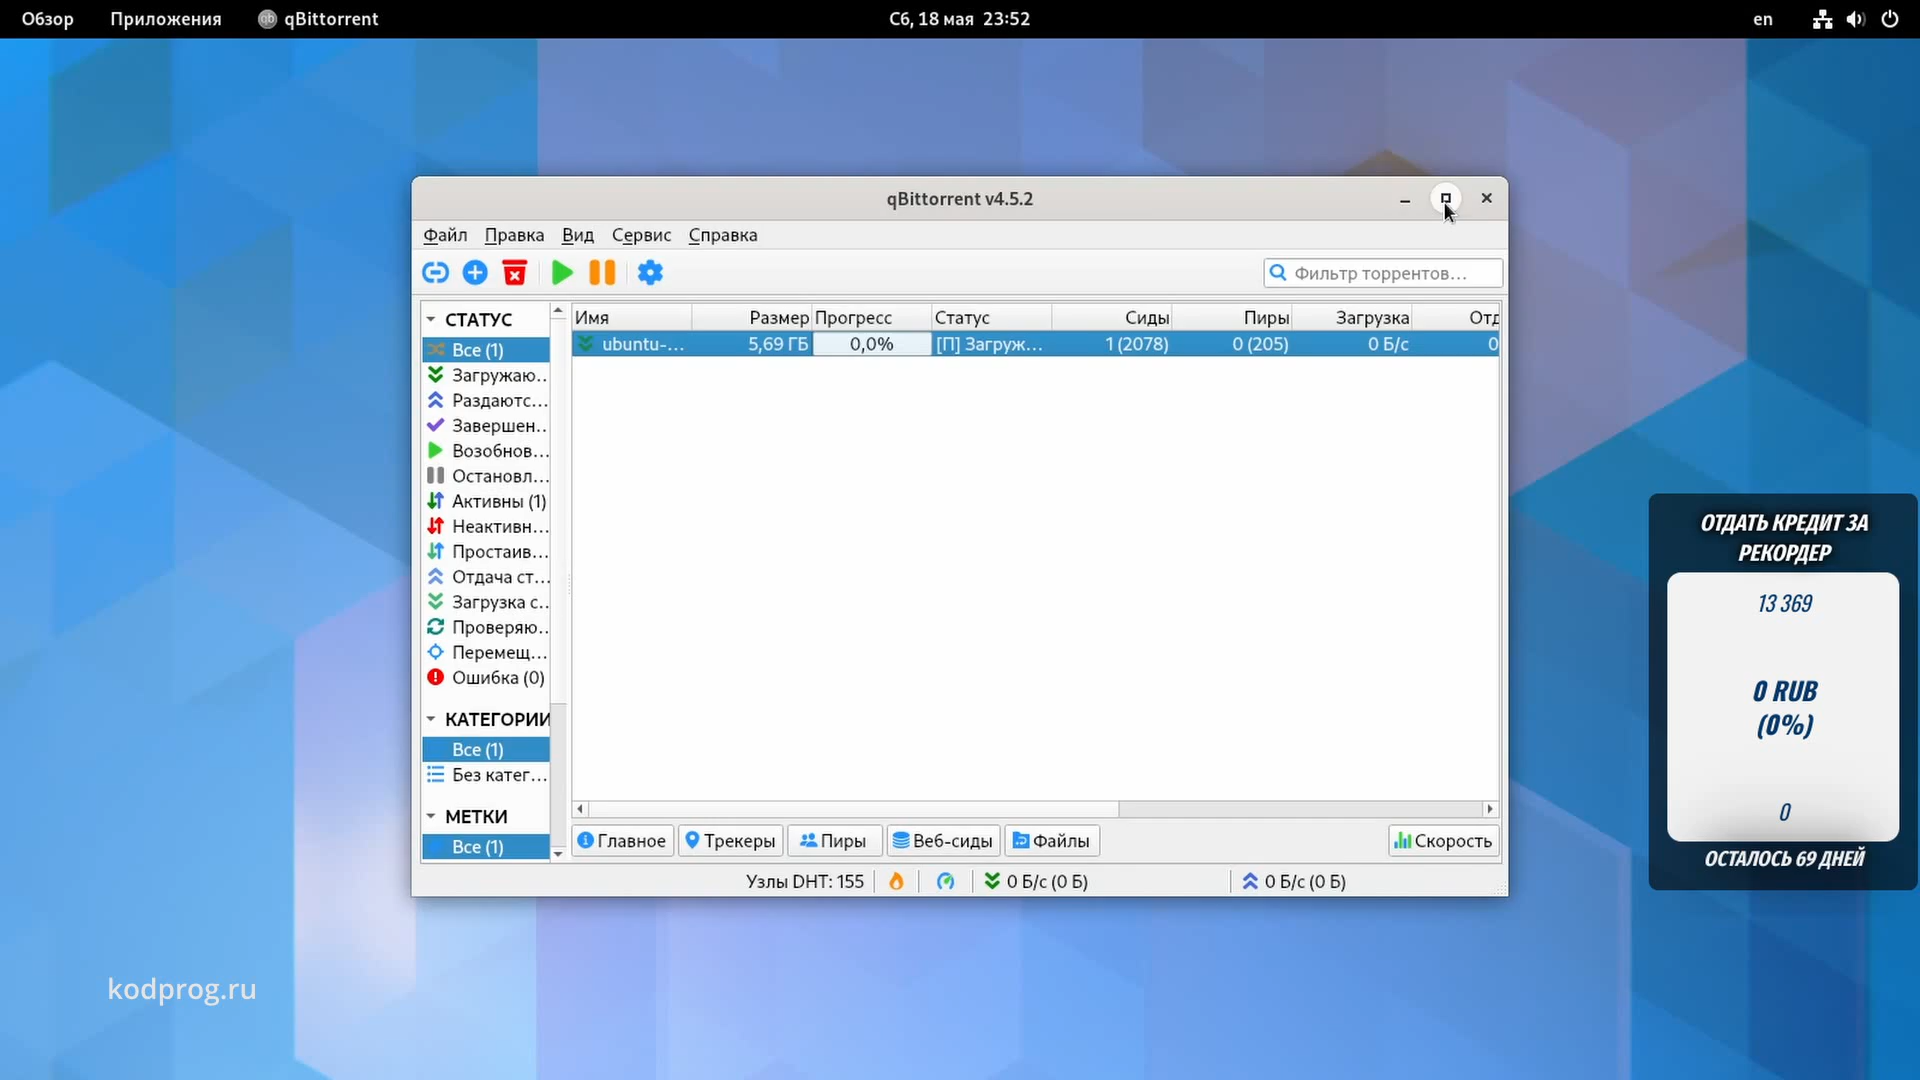 Обзор Приложения qBittorrent Сб, 18 мая 23:52 en
qBittorrent v4.5.2
Файл Правка Вид Сервис Справка
Фильтр торрентов...
СТАТУС
Все (1)
Загружаю...
Раздаютс...
Завершен...
Возобнов...
Остановл...
Активны (1)
Неактивн...
Простаив...
Отдача ст...
Загрузка с...
Проверяю...
Перемещ...
Ошибка (0)
КАТЕГОРИИ
Все (1)
Без катег...
МЕТКИ
Все (1)
Имя Размер Прогресс Статус Сиды Пиры Загрузка Отд
ubuntu-... 5,69 ГБ 0,0% [П] Загруж... 1 (2078) 0 (205) 0 Б/с 0
Главное Трекеры Пиры Веб-сиды Файлы Скорость
Узлы DHT: 155 0 Б/с (0 Б) 0 Б/с (0 Б)
ОТДАТЬ КРЕДИТ ЗА
РЕКОРДЕР
13 369
0 RUB
(0%)
0
ОСТАЛОСЬ 69 ДНЕЙ
kodprog.ru